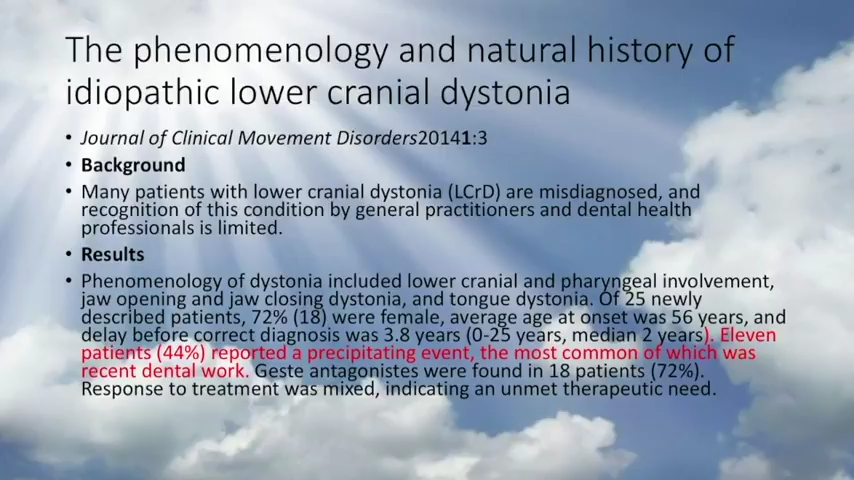 The phenomenology and natural history of
idiopathic lower cranial dystonia
• Journal of Clinical Movement Disorders20141:3
• Background
• Many patients with lower cranial dystonia (LCrD) are misdiagnosed, and
recognition of this condition by general practitioners and dental health
professionals is limited.
• Results
• Phenomenology of dystonia included lower cranial and pharyngeal involvement,
jaw opening and jaw closing dystonia, and tongue dystonia. Of 25 newly
described patients, 72% (18) were female, average age at onset was 56 years, and
delay before correct diagnosis was 3.8 years (0-25 years, median 2 years). Eleven
patients (44%) reported a precipitating event, the most common of which was
recent dental work. Geste antagonistes were found in 18 patients (72%).
Response to treatment was mixed, indicating an unmet therapeutic need.